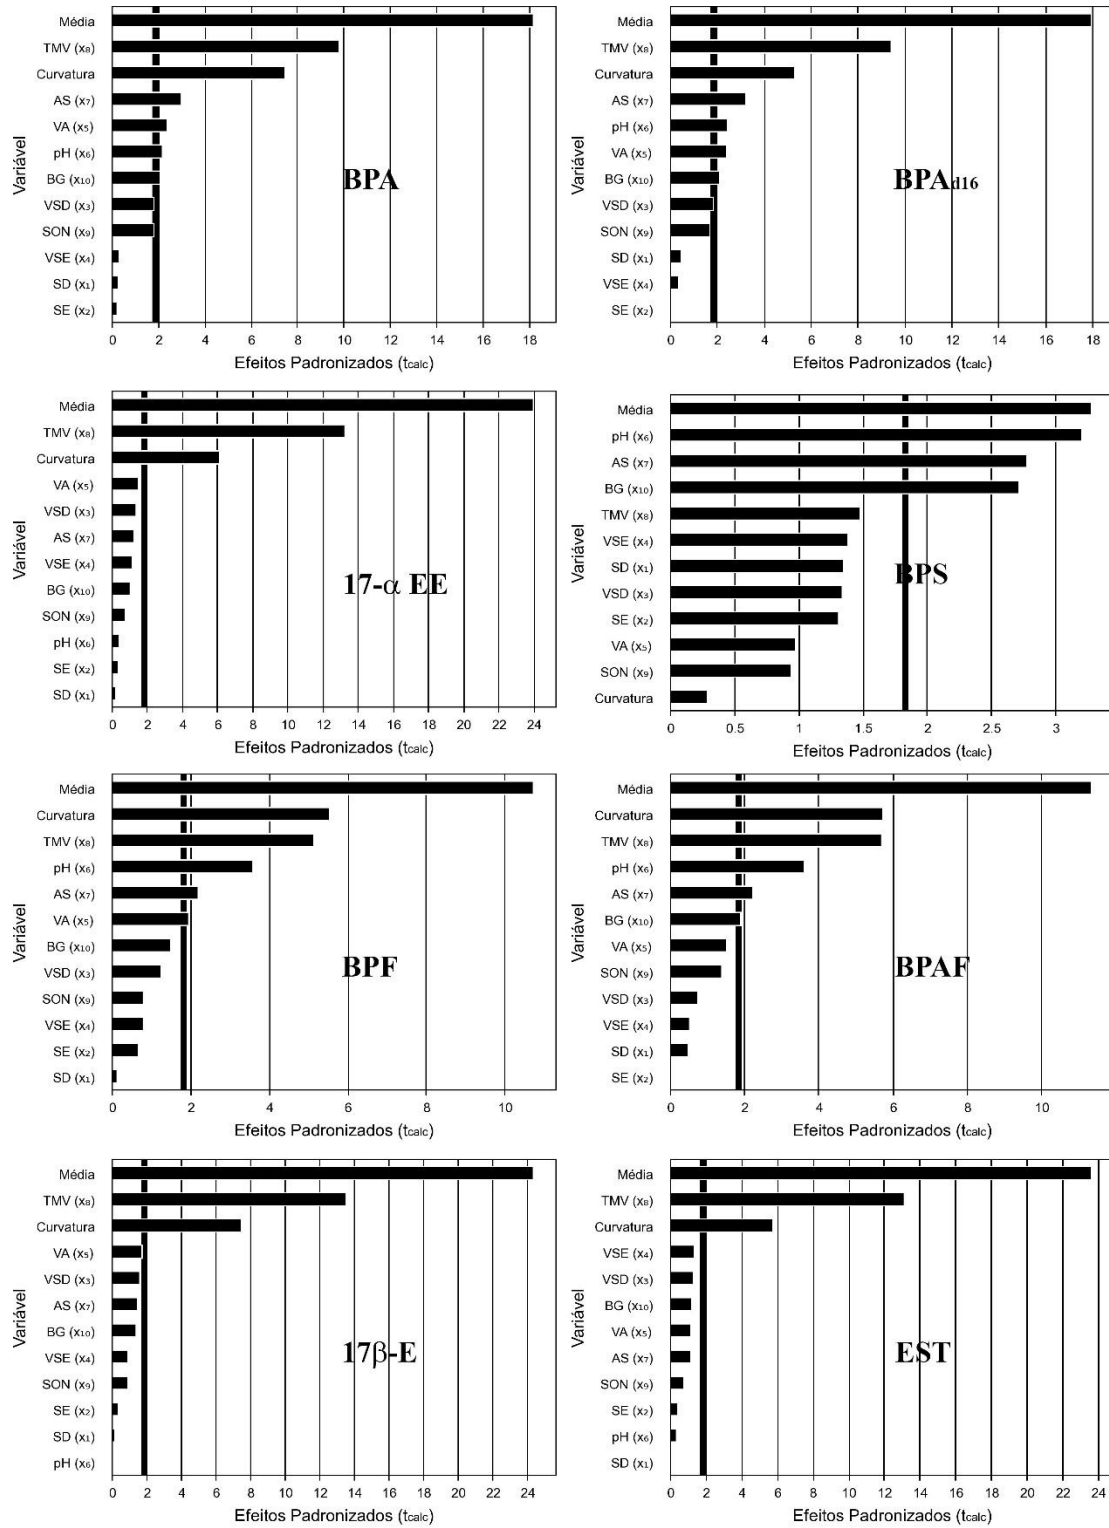 Variável
Média
TMV (x₈)
Curvatura
AS (x₇)
VA (x₅)
pH (x₆)
BG (x₁₀)
VSD (x₃)
SON (x₉)
VSE (x₄)
SD (x₁)
SE (x₂)
BPA
0 2 4 6 8 10 12 14 16 18
Efeitos Padronizados (tcalc)
Variável
Média
TMV (x₈)
Curvatura
AS (x₇)
pH (x₆)
VA (x₅)
BG (x₁₀)
VSD (x₃)
SON (x₉)
SD (x₁)
VSE (x₄)
SE (x₂)
BPAd16
0 2 4 6 8 10 12 14 16 18
Efeitos Padronizados (tcalc)
Variável
Média
TMV (x₈)
Curvatura
VA (x₅)
VSD (x₃)
AS (x₇)
VSE (x₄)
BG (x₁₀)
SON (x₉)
pH (x₆)
SE (x₂)
SD (x₁)
17-α EE
0 2 4 6 8 10 12 14 16 18 20 22 24
Efeitos Padronizados (tcalc)
Variável
Média
pH (x₆)
AS (x₇)
BG (x₁₀)
TMV (x₈)
VSE (x₄)
SD (x₁)
VSD (x₃)
SE (x₂)
VA (x₅)
SON (x₉)
Curvatura
BPS
0 0.5 1 1.5 2 2.5 3
Efeitos Padronizados (tcalc)
Variável
Média
Curvatura
TMV (x₈)
pH (x₆)
AS (x₇)
VA (x₅)
BG (x₁₀)
VSD (x₃)
SON (x₉)
VSE (x₄)
SE (x₂)
SD (x₁)
BPF
0 2 4 6 8 10
Efeitos Padronizados (tcalc)
Variável
Média
Curvatura
TMV (x₈)
pH (x₆)
AS (x₇)
BG (x₁₀)
VA (x₅)
SON (x₉)
VSD (x₃)
VSE (x₄)
SD (x₁)
SE (x₂)
BPAF
0 2 4 6 8 10
Efeitos Padronizados (tcalc)
Variável
Média
TMV (x₈)
Curvatura
VA (x₅)
VSD (x₃)
AS (x₇)
BG (x₁₀)
VSE (x₄)
SON (x₉)
SE (x₂)
SD (x₁)
pH (x₆)
17β-E
0 2 4 6 8 10 12 14 16 18 20 22 24
Efeitos Padronizados (tcalc)
Variável
Média
TMV (x₈)
Curvatura
VSE (x₄)
VSD (x₃)
BG (x₁₀)
VA (x₅)
AS (x₇)
SON (x₉)
SE (x₂)
pH (x₆)
SD (x₁)
EST
0 2 4 6 8 10 12 14 16 18 20 22 24
Efeitos Padronizados (tcalc)